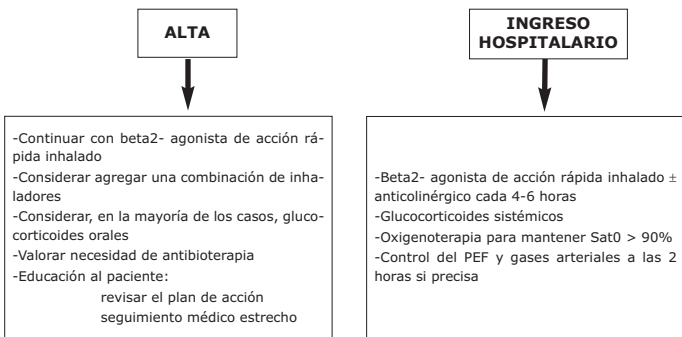 ALTA
-Continuar con beta2- agonista de acción rá-
pida inhalado
-Considerar agregar una combinación de inha-
ladores
-Considerar, en la mayoría de los casos, gluco-
corticoides orales
-Valorar necesidad de antibioterapia
-Educación al paciente:
revisar el plan de acción
seguimiento médico estrecho
INGRESO
HOSPITALARIO
-Beta2- agonista de acción rápida inhalado ±
anticolinérgico cada 4-6 horas
-Glucocorticoides sistémicos
-Oxigenoterapia para mantener Sat0 > 90%
-Control del PEF y gases arteriales a las 2
horas si precisa